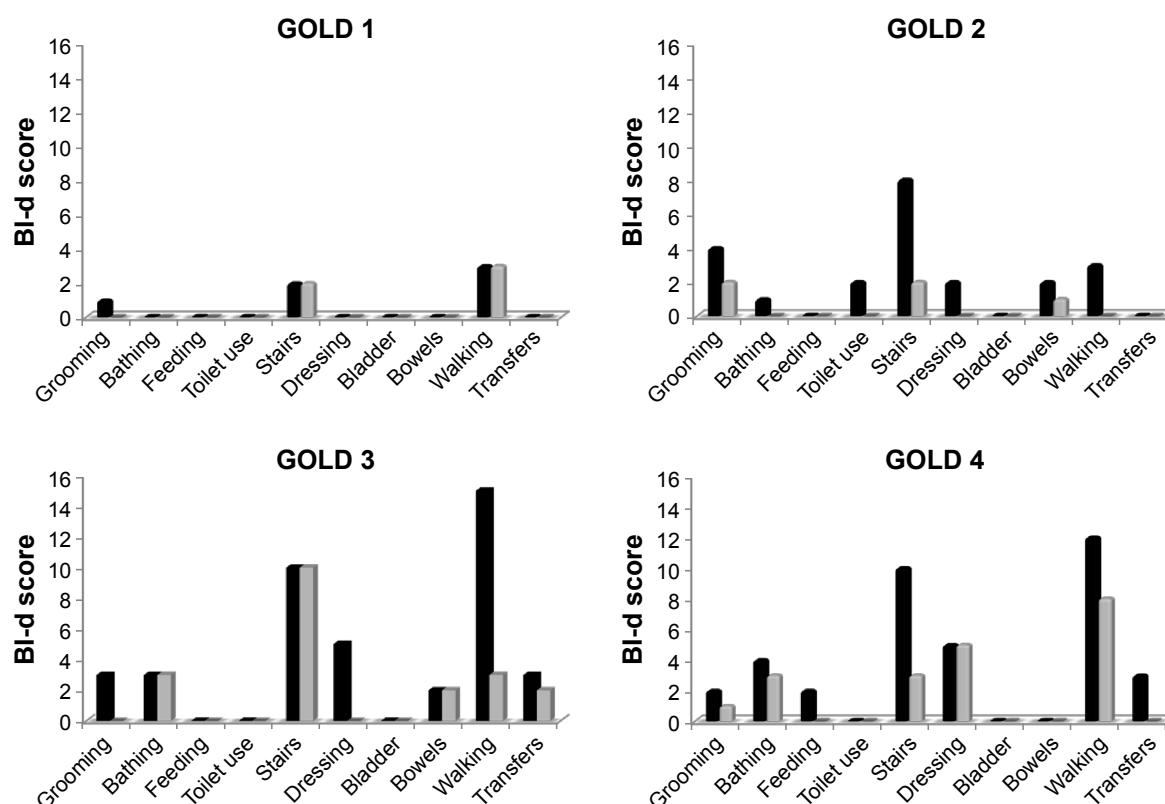 GOLD 1
BI-d score
16
14
12
10
8
6
4
2
0
Grooming
Bathing
Feeding
Toilet use
Stairs
Dressing
Bladder
Bowels
Walking
Transfers
GOLD 2
BI-d score
16
14
12
10
8
6
4
2
0
Grooming
Bathing
Feeding
Toilet use
Stairs
Dressing
Bladder
Bowels
Walking
Transfers
GOLD 3
BI-d score
16
14
12
10
8
6
4
2
0
Grooming
Bathing
Feeding
Toilet use
Stairs
Dressing
Bladder
Bowels
Walking
Transfers
GOLD 4
BI-d score
16
14
12
10
8
6
4
2
0
Grooming
Bathing
Feeding
Toilet use
Stairs
Dressing
Bladder
Bowels
Walking
Transfers